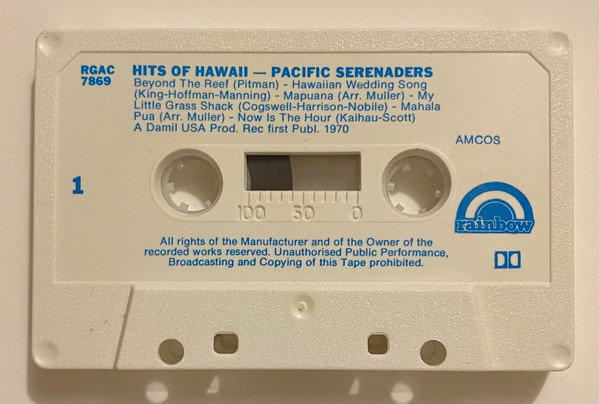 RGAC
7869
HITS OF HAWAII — PACIFIC SERENADERS
Beyond The Reef (Pitman) - Hawaiian Wedding Song
(King-Hoffman-Manning) - Mapuana (Arr. Muller) - My
Little Grass Shack (Cogswell-Harrison-Nobile) - Mahala
Pua (Arr. Muller) - Now Is The Hour (Kaihau-Scott)
A Damil USA Prod. Rec first Publ. 1970
AMCOS
1
100 50 0
rainbow
All rights of the Manufacturer and of the Owner of the
recorded works reserved. Unauthorised Public Performance,
Broadcasting and Copying of this Tape prohibited.